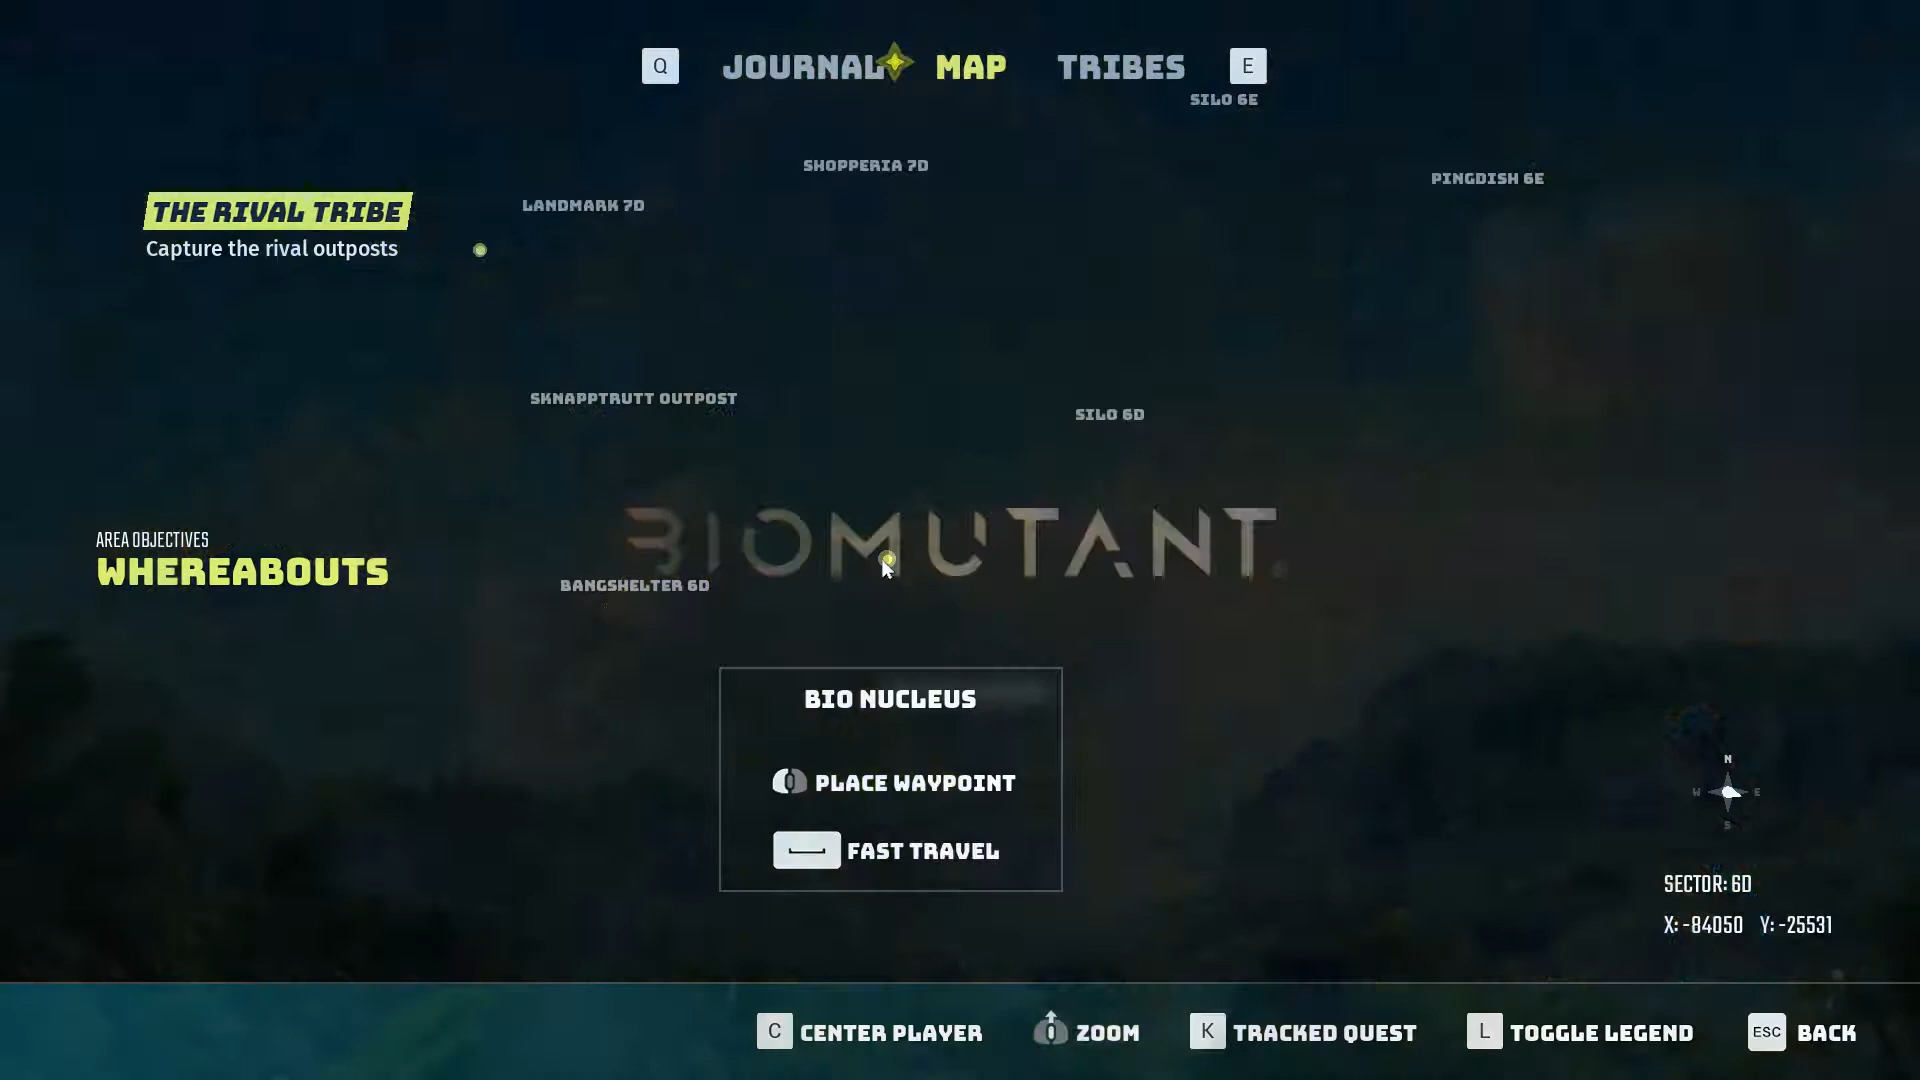 Q JOURNAL MAP TRIBES E
SILO 6E
SHOPPERIA 7D
PINGDISH 6E
LANDMARK 7D
THE RIVAL TRIBE
Capture the rival outposts
SKNAPPTRUTT OUTPOST
SILO 6D
BIOMUTANT
AREA OBJECTIVES
WHEREABOUTS
BANGSHELTER 6D
BIO NUCLEUS
PLACE WAYPOINT
FAST TRAVEL
N
W E
S
SECTOR: 6D
X: -84050 Y: -25531
C CENTER PLAYER ZOOM K TRACKED QUEST L TOGGLE LEGEND ESC BACK